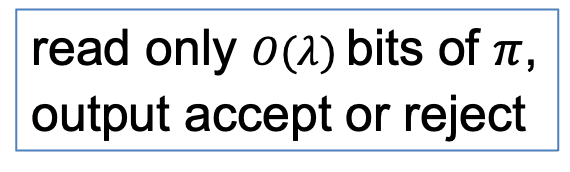 read only 𝑂(𝜆) bits of 𝜋,
output accept or reject